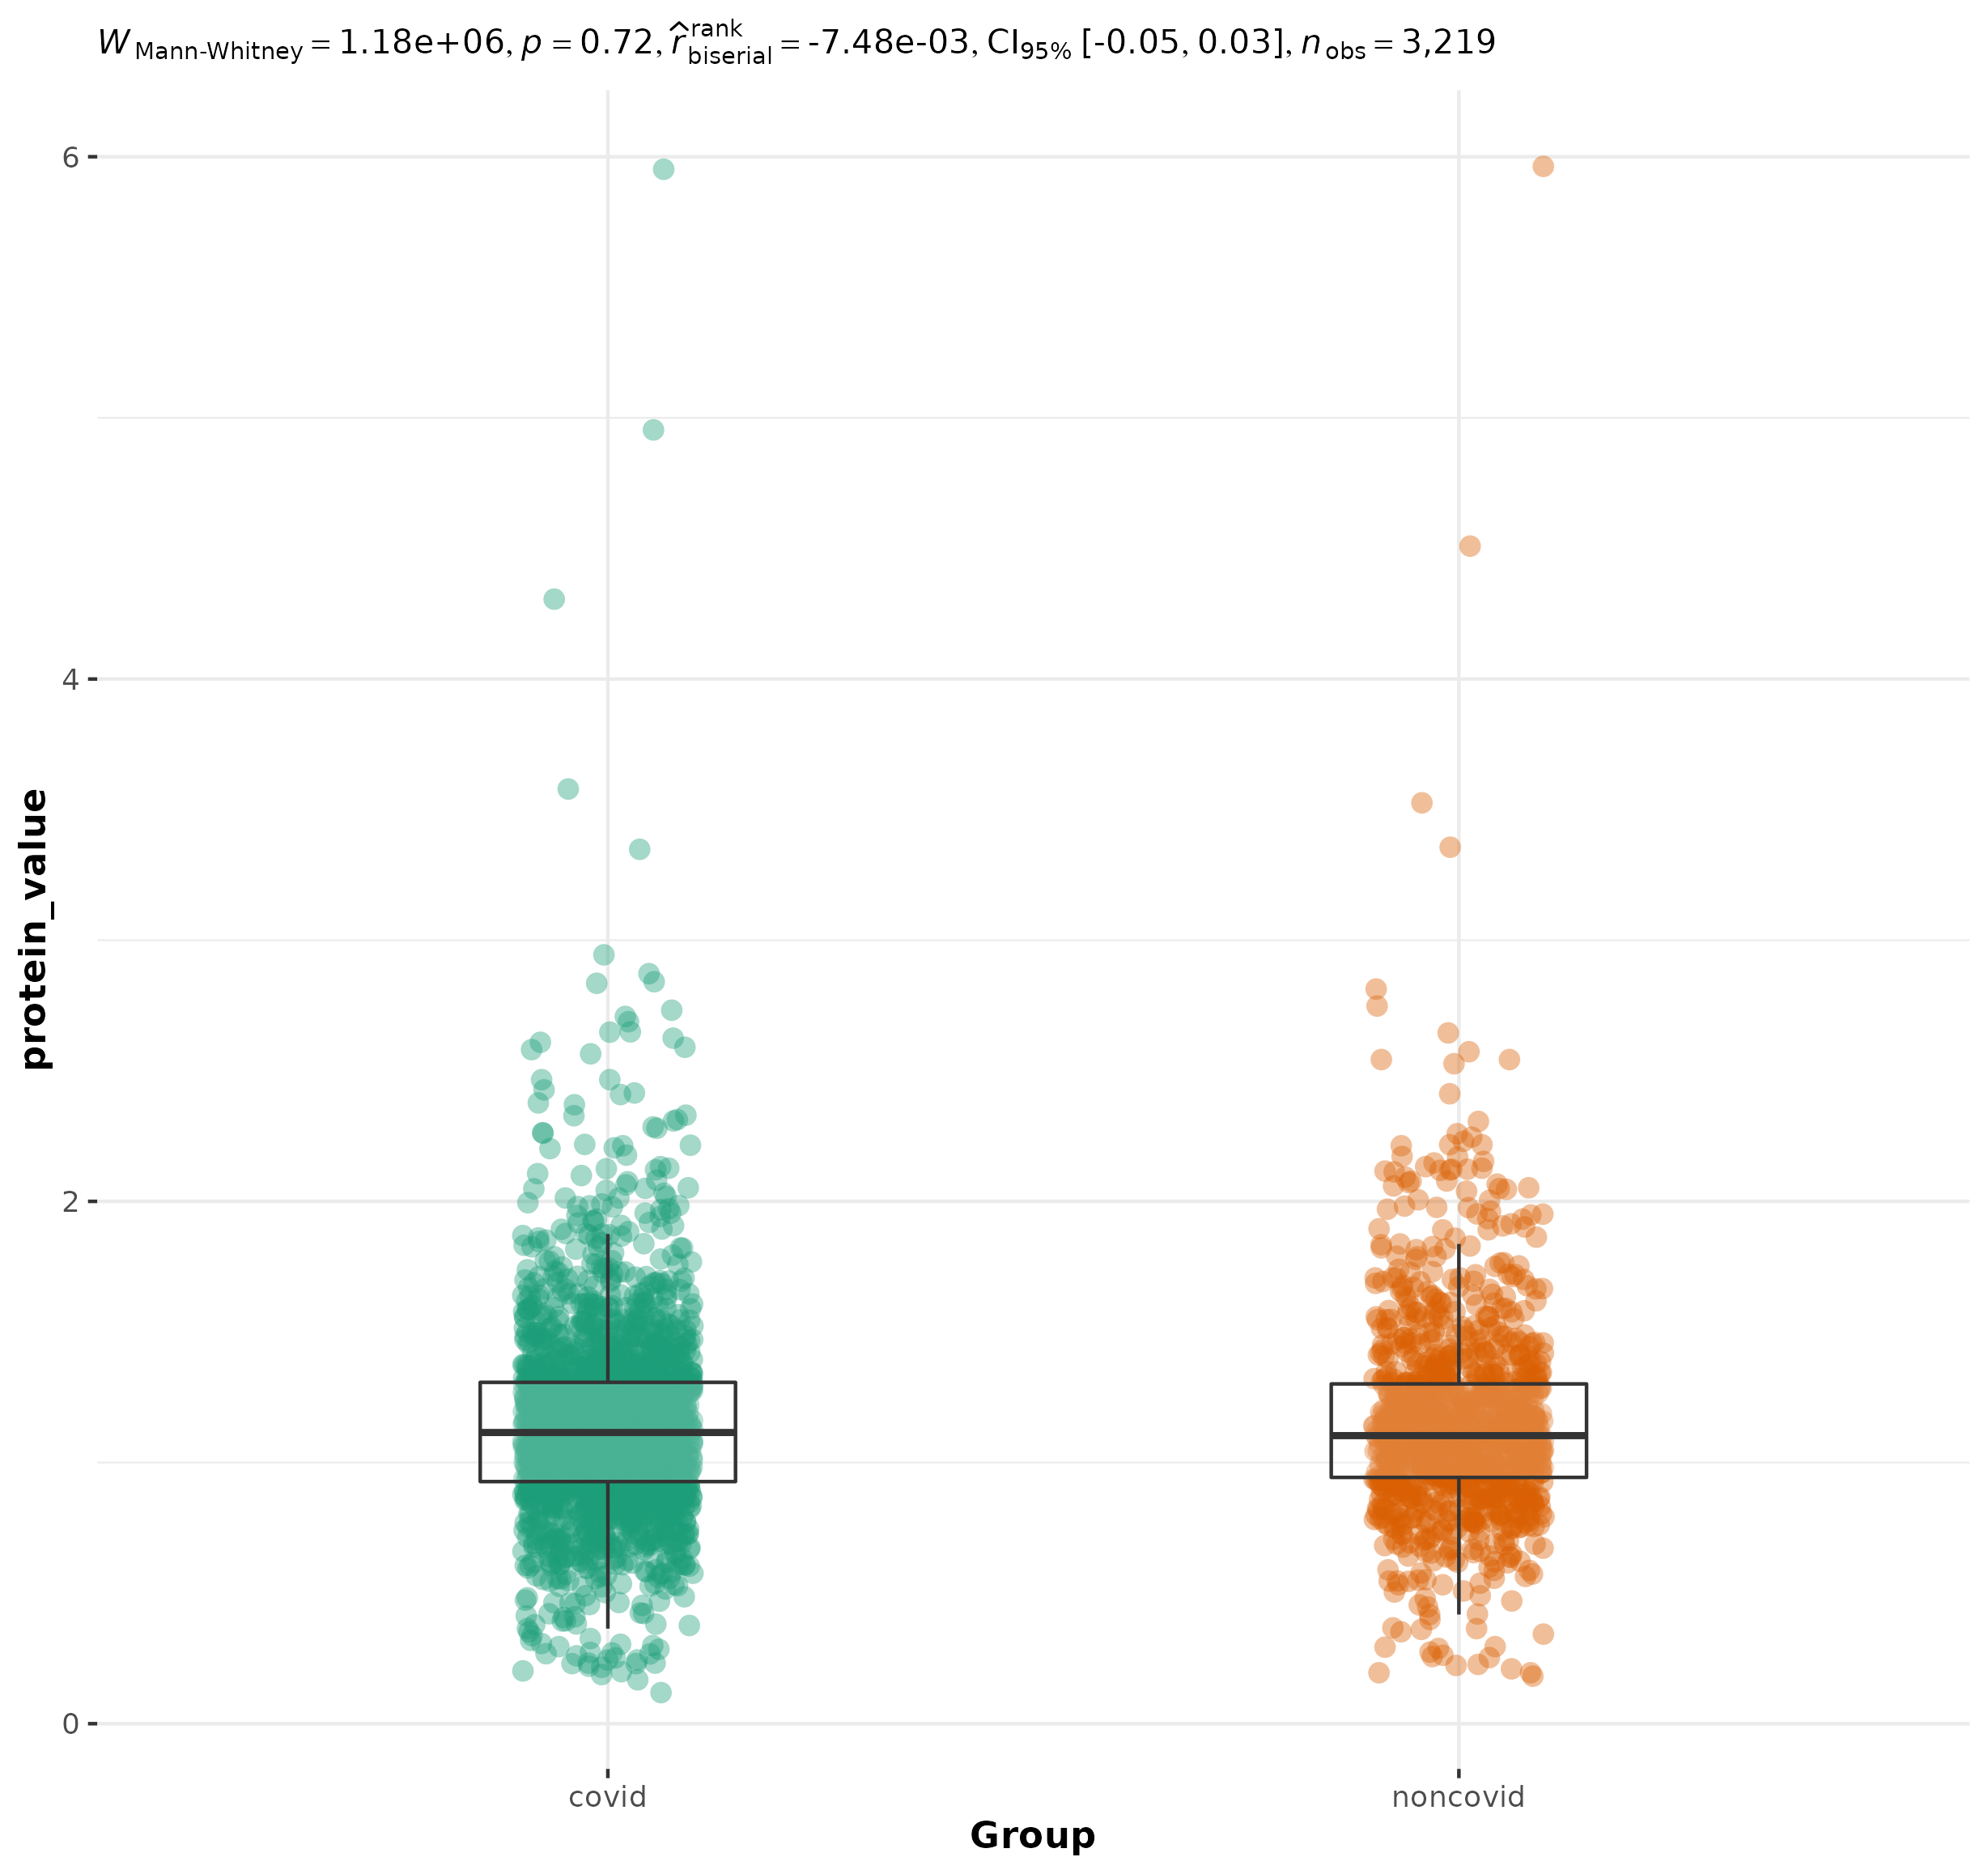 W Mann-Whitney = 1.18e+06, p = 0.72, r̂ rank biserial = -7.48e-03, CI95% [-0.05, 0.03], n obs = 3,219
6
4
2
0
protein_value
covid noncovid
Group